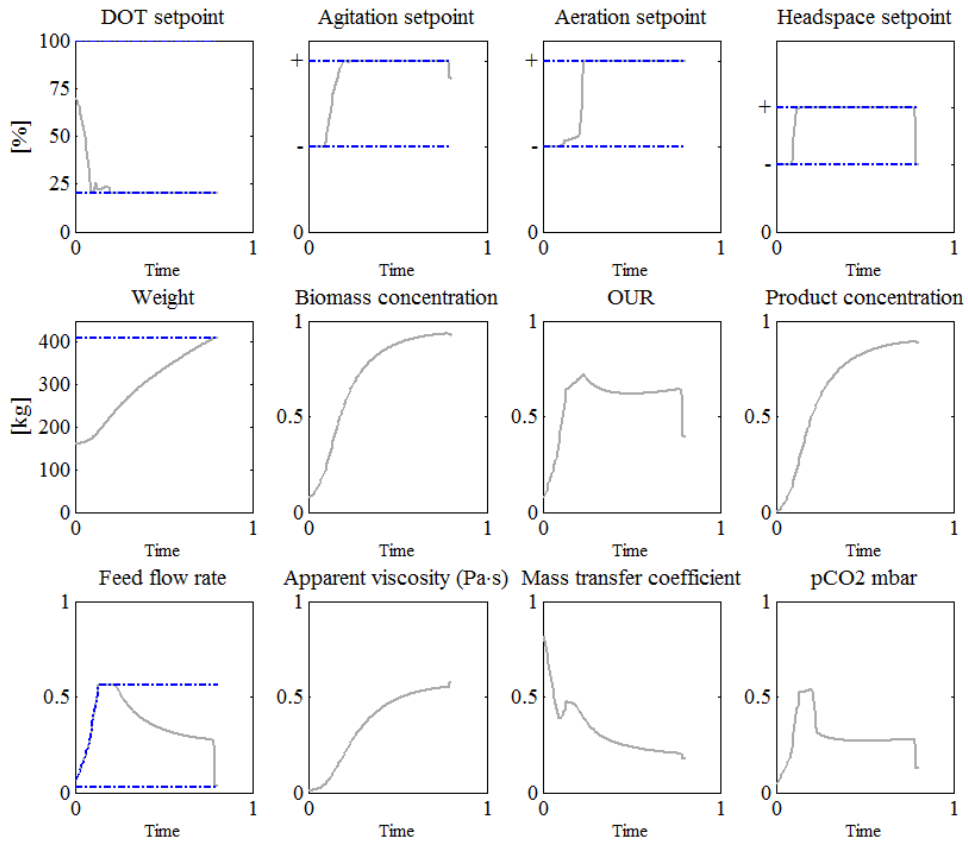 DOT setpoint
Agitation setpoint
Aeration setpoint
Headspace setpoint
100
75
50
25
0
[%]
0
1
Time
+
-
0
0
1
Time
+
-
0
0
1
Time
+
-
0
0
1
Time
Weight
Biomass concentration
OUR
Product concentration
400
300
200
100
0
[kg]
0
1
Time
1
0.5
0
0
1
Time
1
0.5
0
0
1
Time
1
0.5
0
0
1
Time
Feed flow rate
Apparent viscosity (Pa·s)
Mass transfer coefficient
pCO2 mbar
1
0.5
0
0
1
Time
1
0.5
0
0
1
Time
1
0.5
0
0
1
Time
1
0.5
0
0
1
Time